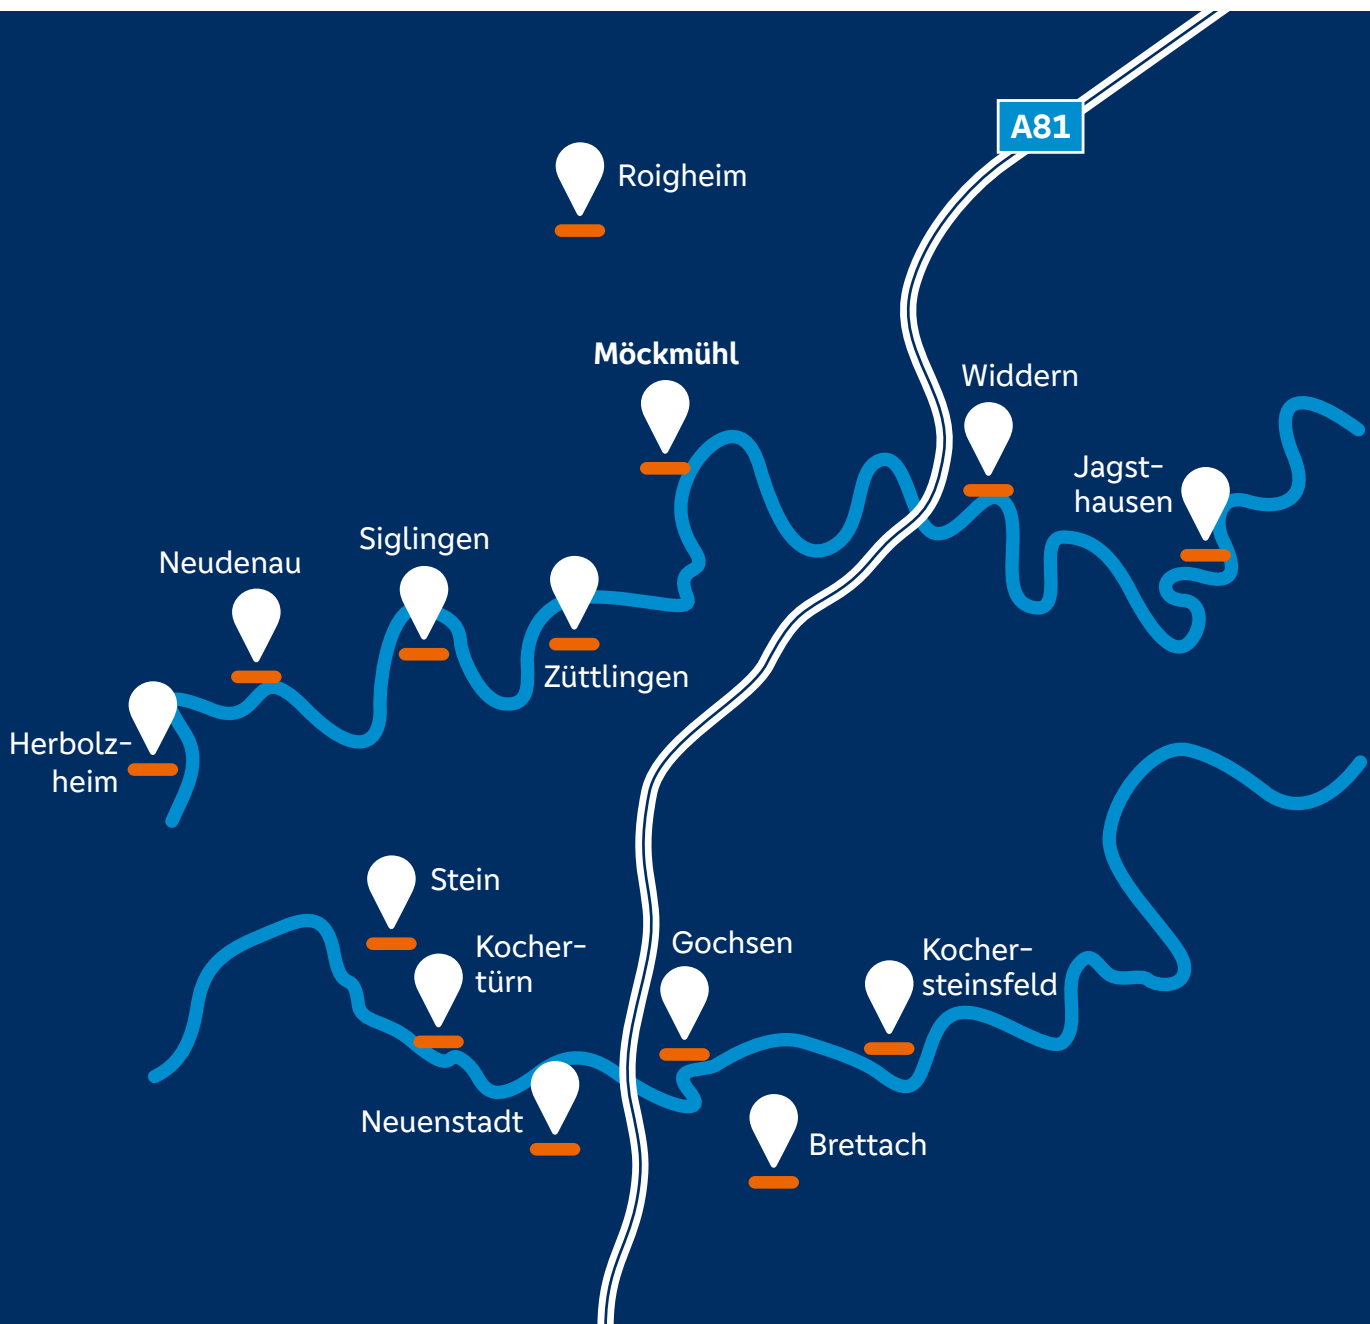 A81
Roigheim
Möckmühl
Widdern
Jagst-
hausen
Siglingen
Neudenau
Züttlingen
Herbolz-
heim
Stein
Kocher-
türn
Gochsen
Kocher-
steinsfeld
Neuenstadt
Brettach